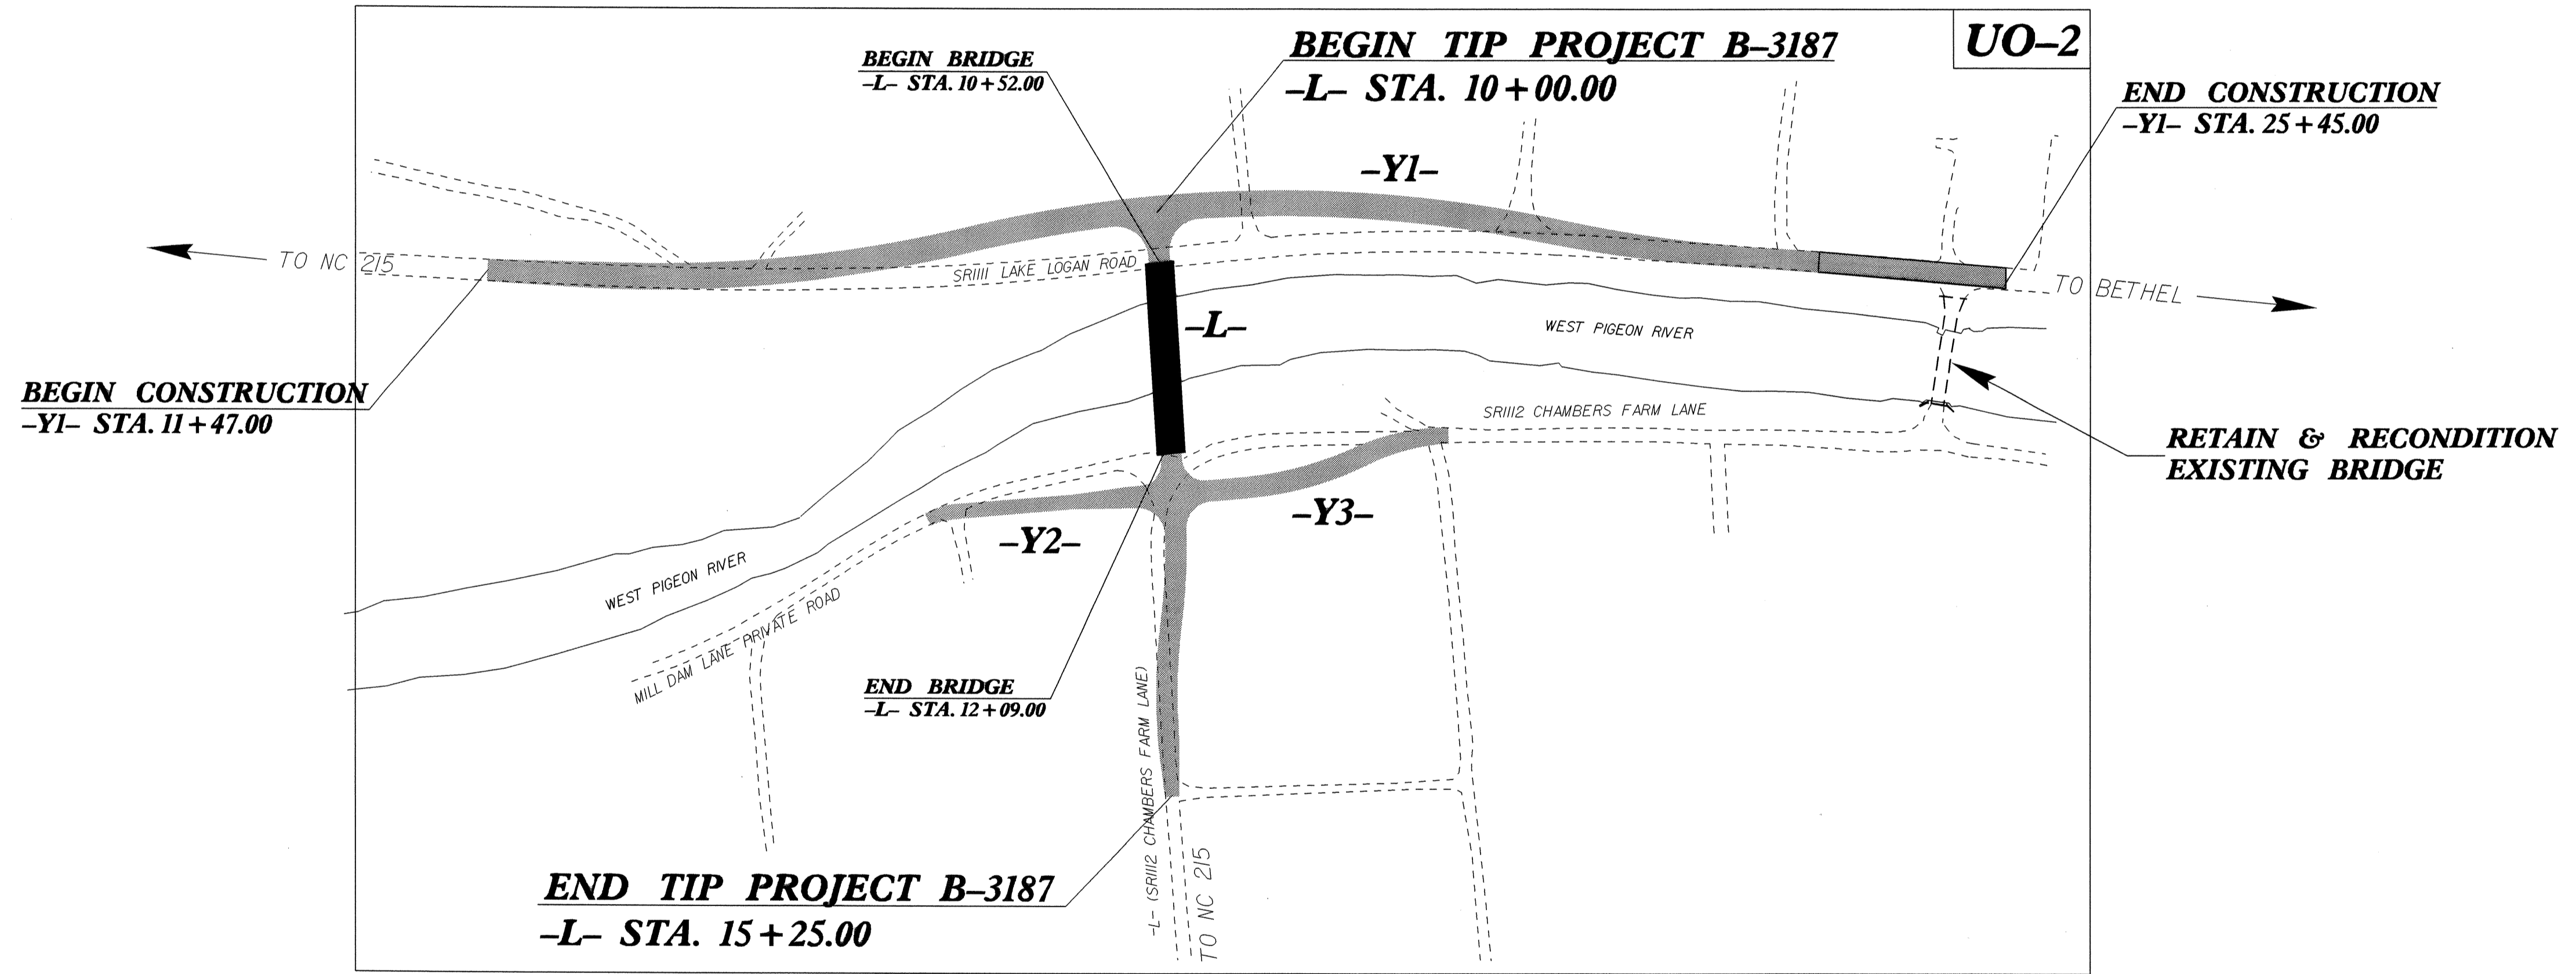 UO–2
BEGIN BRIDGE
–L– STA. 10+52.00
BEGIN TIP PROJECT B–3187
–L– STA. 10+00.00
END CONSTRUCTION
–Y1– STA. 25+45.00
–Y1–
TO NC 215
SR1111 LAKE LOGAN ROAD
TO BETHEL
–L–
WEST PIGEON RIVER
BEGIN CONSTRUCTION
–Y1– STA. 11+47.00
SR1112 CHAMBERS FARM LANE
RETAIN & RECONDITION
EXISTING BRIDGE
–Y3–
–Y2–
WEST PIGEON RIVER
MILL DAM LANE PRIVATE ROAD
END BRIDGE
–L– STA. 12+09.00
–L– (SR1112 CHAMBERS FARM LANE)
TO NC 215
END TIP PROJECT B–3187
–L– STA. 15+25.00